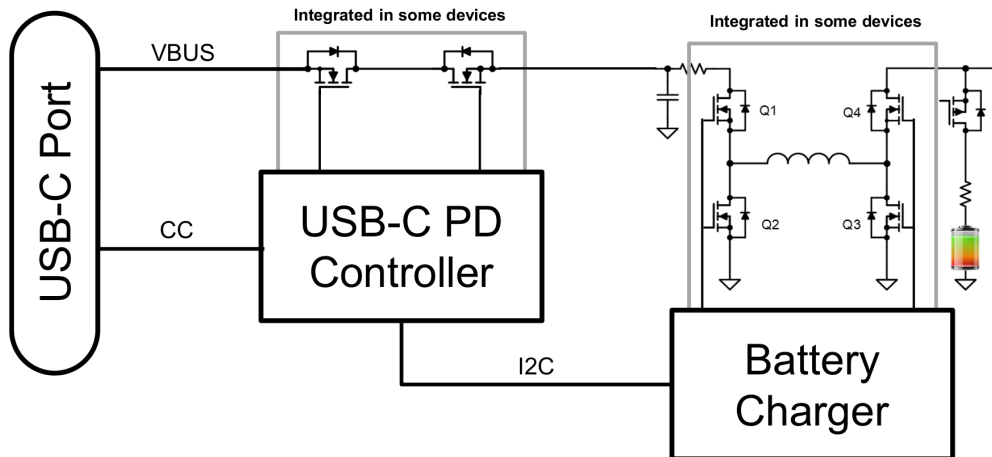 Integrated in some devices
Integrated in some devices
VBUS
USB-C Port
Q1
Q4
CC
USB-C PD
Controller
Q2
Q3
I2C
Battery
Charger